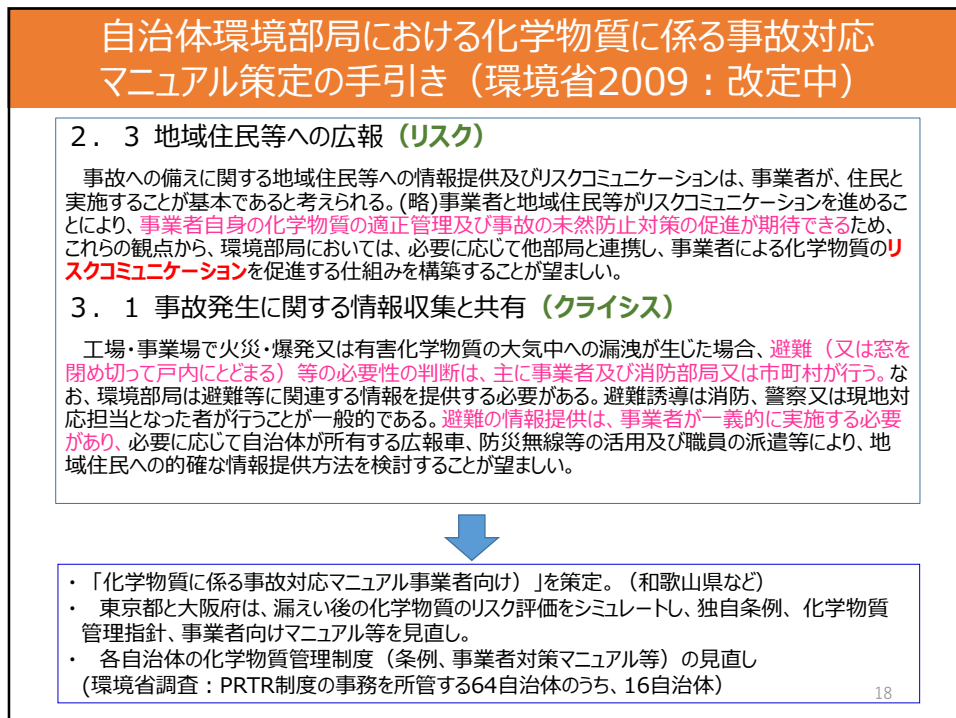 自治体環境部局における化学物質に係る事故対応
マニュアル策定の手引き（環境省2009：改定中）
２．３ 地域住民等への広報（リスク）
事故への備えに関する地域住民等への情報提供及びリスクコミュニケーションは、事業者が、住民と
実施することが基本であると考えられる。(略)事業者と地域住民等がリスクコミュニケーションを進めるこ
とにより、事業者自身の化学物質の適正管理及び事故の未然防止対策の促進が期待できるため、
これらの観点から、環境部局においては、必要に応じて他部局と連携し、事業者による化学物質のリ
スクコミュニケーションを促進する仕組みを構築することが望ましい。
３．１ 事故発生に関する情報収集と共有（クライシス）
工場・事業場で火災・爆発又は有害化学物質の大気中への漏洩が生じた場合、避難（又は窓を
閉め切って戸内にとどまる）等の必要性の判断は、主に事業者及び消防部局又は市町村が行う。な
お、環境部局は避難等に関連する情報を提供する必要がある。避難誘導は消防、警察又は現地対
応担当となった者が行うことが一般的である。避難の情報提供は、事業者が一義的に実施する必要
があり、必要に応じて自治体が所有する広報車、防災無線等の活用及び職員の派遣等により、地
域住民への的確な情報提供方法を検討することが望ましい。
・「化学物質に係る事故対応マニュアル事業者向け）」を策定。（和歌山県など）
・ 東京都と大阪府は、漏えい後の化学物質のリスク評価をシミュレートし、独自条例、化学物質
管理指針、事業者向けマニュアル等を見直し。
・ 各自治体の化学物質管理制度（条例、事業者対策マニュアル等）の見直し
(環境省調査：PRTR制度の事務を所管する64自治体のうち、16自治体）
18